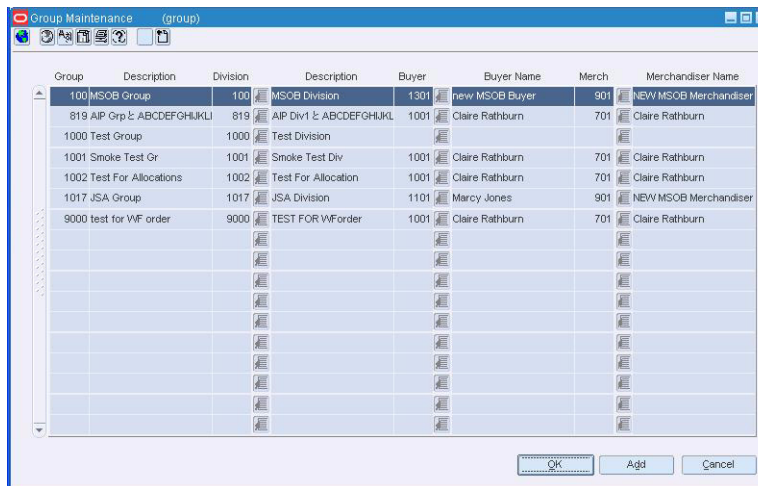 Group Maintenance (group)
Group Description Division Description Buyer Buyer Name Merch Merchandiser Name
100 MSOB Group 100 MSOB Division 1301 new MSOB Buyer 901 NEW MSOB Merchandiser
819 AIP Grp と ABCDEFGHIJKLI 819 AIP Div1 と ABCDEFGHIJKL 1001 Claire Rathburn 701 Claire Rathburn
1000 Test Group 1000 Test Division
1001 Smoke Test Gr 1001 Smoke Test Div 1001 Claire Rathburn 701 Claire Rathburn
1002 Test For Allocations 1002 Test For Allocation 1001 Claire Rathburn 701 Claire Rathburn
1017 JSA Group 1017 JSA Division 1101 Marcy Jones 901 NEW MSOB Merchandiser
9000 test for WF order 9000 TEST FOR WForder 1001 Claire Rathburn 701 Claire Rathburn
OK Add Cancel